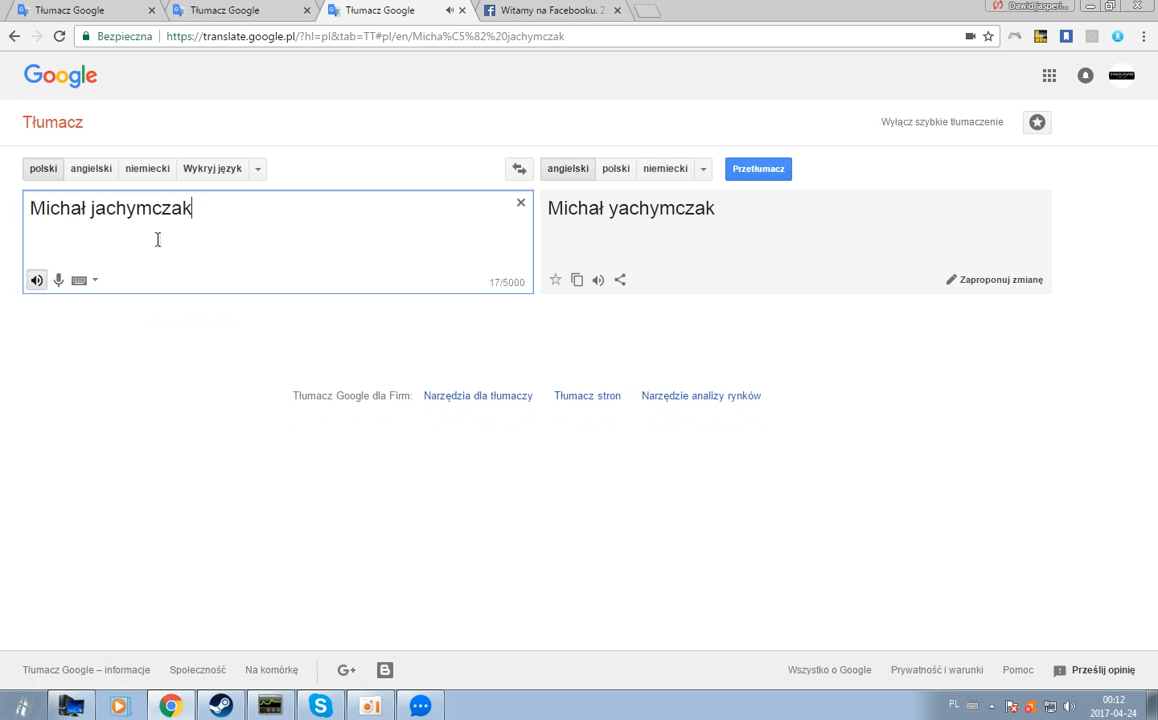 Tłumacz Google
Tłumacz Google
Tłumacz Google
Witamy na Facebooku. Z
Dawid jasperi...
Bezpieczna
https://translate.google.pl/?hl=pl&tab=TT#pl/en/Micha%C5%82%20jachymczak
Google
Tłumacz
Wyłącz szybkie tłumaczenie
polski angielski niemiecki Wykryj język
angielski polski niemiecki
Przetłumacz
Michał jachymczak
Michał yachymczak
17/5000
Zaproponuj zmianę
Tłumacz Google dla Firm: Narzędzia dla tłumaczy Tłumacz stron Narzędzie analizy rynków
Tłumacz Google – informacje Społeczność Na komórkę G+
Wszystko o Google Prywatność i warunki Pomoc Prześlij opinię
PL
00:12
2017-04-24